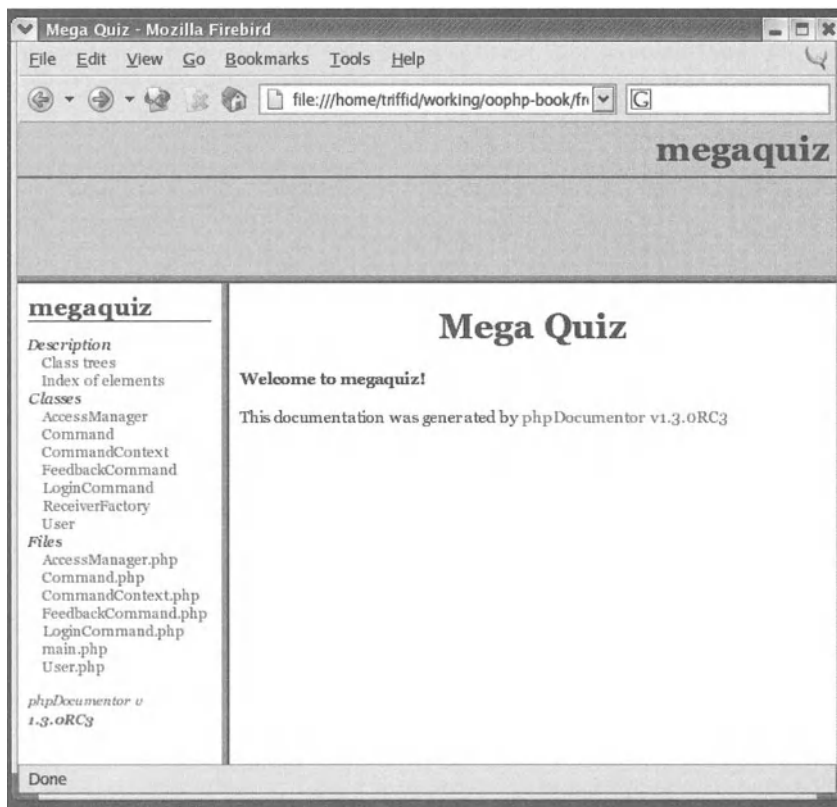 Mega Quiz - Mozilla Firebird
File Edit View Go Bookmarks Tools Help
file:///home/triffid/working/oophp-book/fr
G
megaquiz
megaquiz
Description
Class trees
Index of elements
Classes
AccessManager
Command
CommandContext
FeedbackCommand
LoginCommand
ReceiverFactory
User
Files
AccessManager.php
Command.php
CommandContext.php
FeedbackCommand.php
LoginCommand.php
main.php
User.php
phpDocumentor v
1.3.0RC3
Mega Quiz
Welcome to megaquiz!
This documentation was generated by phpDocumentor v1.3.0RC3
Done